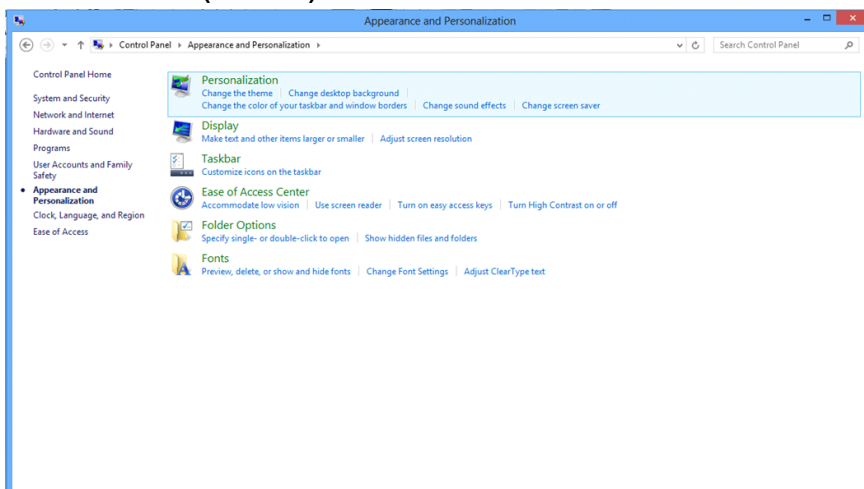 Appearance and Personalization
Control Panel Appearance and Personalization
Search Control Panel
Control Panel Home
System and Security
Network and Internet
Hardware and Sound
Programs
User Accounts and Family
Safety
Appearance and
Personalization
Clock, Language, and Region
Ease of Access
Personalization
Change the theme Change desktop background
Change the color of your taskbar and window borders Change sound effects Change screen saver
Display
Make text and other items larger or smaller Adjust screen resolution
Taskbar
Customize icons on the taskbar
Ease of Access Center
Accommodate low vision Use screen reader Turn on easy access keys Turn High Contrast on or off
Folder Options
Specify single- or double-click to open Show hidden files and folders
Fonts
Preview, delete, or show and hide fonts Change Font Settings Adjust ClearType text